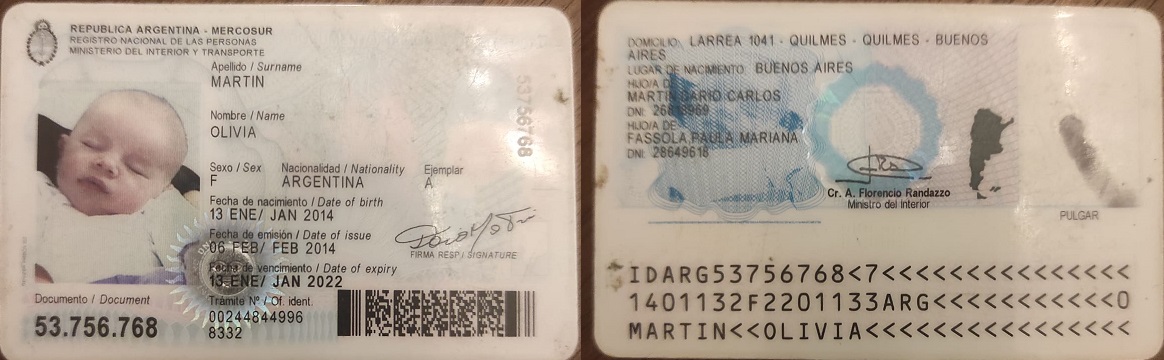 REPUBLICA ARGENTINA - MERCOSUR
REGISTRO NACIONAL DE LAS PERSONAS
MINISTERIO DEL INTERIOR Y TRANSPORTE
Apellido / Surname
MARTIN
Nombre / Name
OLIVIA
Sexo / Sex Nacionalidad / Nationality Ejemplar
F ARGENTINA A
Fecha de nacimiento / Date of birth
13 ENE/ JAN 2014
Fecha de emisión / Date of issue
06 FEB/ FEB 2014
FIRMA RESP / SIGNATURE
Fecha de vencimiento / Date of expiry
13 ENE/ JAN 2022
Documento / Document
53.756.768
Trámite Nº / Of. ident.
00244844996
8332
53756768
DOMICILIO: LARREA 1041 - QUILMES - QUILMES - BUENOS
AIRES
LUGAR DE NACIMIENTO: BUENOS AIRES
HIJO/A DE
MARTIN DARIO CARLOS
DNI:
HIJO/A DE
FASSOLA PAULA MARIANA
DNI: 28649618
Cr. A. Florencio Randazzo
Ministro del Interior
PULGAR
IDARG53756768<7<<<<<<<<<<<<<<<
1401132F2201133ARG<<<<<<<<<<<0
MARTIN<<OLIVIA<<<<<<<<<<<<<<<<